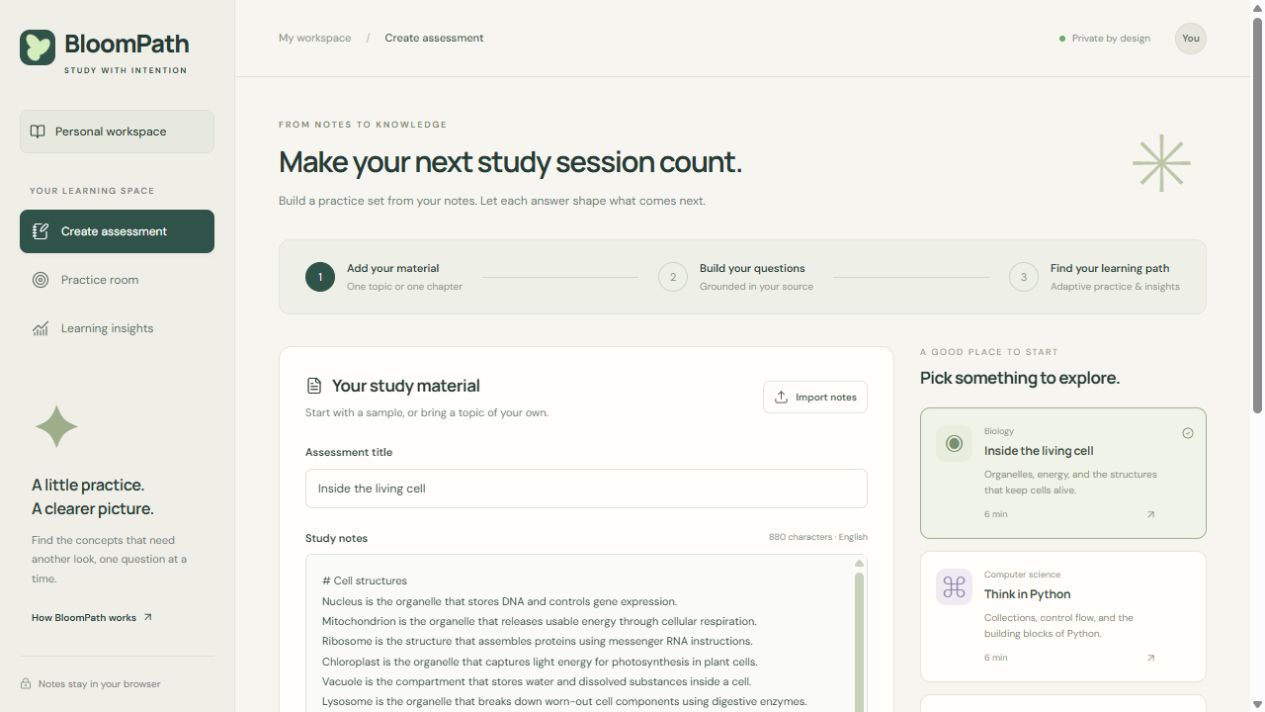 BloomPath
STUDY WITH INTENTION
Personal workspace
YOUR LEARNING SPACE
Create assessment
Practice room
Learning insights
A little practice.
A clearer picture.
Find the concepts that need
another look, one question at a
time.
How BloomPath works
Notes stay in your browser
My workspace / Create assessment
Private by design
You
FROM NOTES TO KNOWLEDGE
Make your next study session count.
Build a practice set from your notes. Let each answer shape what comes next.
1
Add your material
One topic or one chapter
2
Build your questions
Grounded in your source
3
Find your learning path
Adaptive practice & insights
Your study material
Start with a sample, or bring a topic of your own.
Import notes
Assessment title
Inside the living cell
Study notes
880 characters · English
# Cell structures
Nucleus is the organelle that stores DNA and controls gene expression.
Mitochondrion is the organelle that releases usable energy through cellular respiration.
Ribosome is the structure that assembles proteins using messenger RNA instructions.
Chloroplast is the organelle that captures light energy for photosynthesis in plant cells.
Vacuole is the compartment that stores water and dissolved substances inside a cell.
Lysosome is the organelle that breaks down worn-out cell components using digestive enzymes.
A GOOD PLACE TO START
Pick something to explore.
Biology
Inside the living cell
Organelles, energy, and the structures
that keep cells alive.
6 min
Computer science
Think in Python
Collections, control flow, and the
building blocks of Python.
6 min